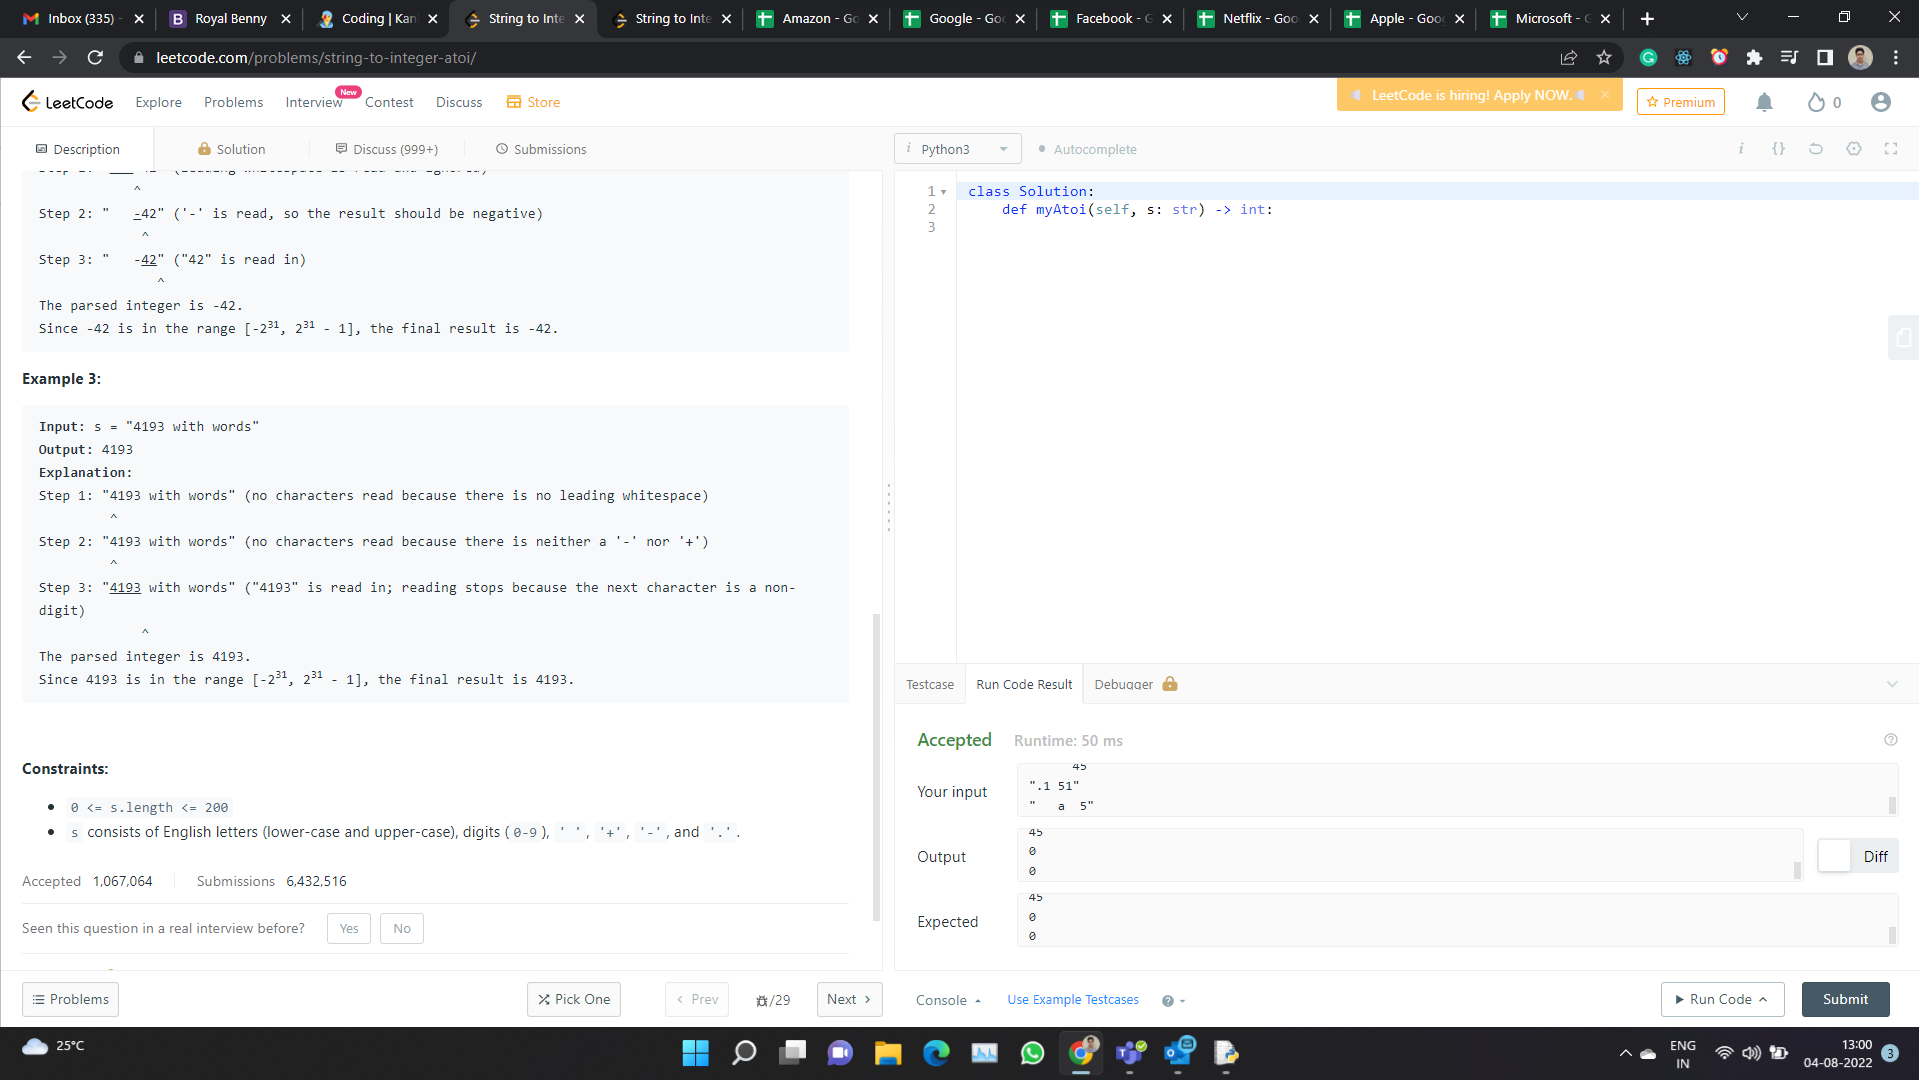 Inbox (335) -
Royal Benny
Coding | Kan
String to Inte
String to Inte
Amazon - Go
Google - Goo
Facebook - G
Netflix - Goo
Apple - Goog
Microsoft - G
leetcode.com/problems/string-to-integer-atoi/
LeetCode
Explore
Problems
Interview
New
Contest
Discuss
Store
LeetCode is hiring! Apply NOW.
Premium
0
Description
Solution
Discuss (999+)
Submissions
i Python3
Autocomplete
i {}
^
Step 2: "   -42" ('-' is read, so the result should be negative)
^
Step 3: "   -42" ("42" is read in)
^
The parsed integer is -42.
Since -42 is in the range [-2^31, 2^31 - 1], the final result is -42.
Example 3:
Input: s = "4193 with words"
Output: 4193
Explanation:
Step 1: "4193 with words" (no characters read because there is no leading whitespace)
^
Step 2: "4193 with words" (no characters read because there is neither a '-' nor '+')
^
Step 3: "4193 with words" ("4193" is read in; reading stops because the next character is a non-
digit)
^
The parsed integer is 4193.
Since 4193 is in the range [-2^31, 2^31 - 1], the final result is 4193.
Constraints:
0 <= s.length <= 200
s consists of English letters (lower-case and upper-case), digits (0-9), ' ', '+', '-', and '.'.
Accepted 1,067,064
Submissions 6,432,516
Seen this question in a real interview before?
Yes
No
Problems
Pick One
< Prev
/29
Next >
1 class Solution:
2     def myAtoi(self, s: str) -> int:
3
Testcase
Run Code Result
Debugger
Accepted
Runtime: 50 ms
Your input
45
".1 51"
"   a  5"
Output
45
0
0
Diff
Expected
45
0
0
Console
Use Example Testcases
Run Code
Submit
25°C
ENG
IN
13:00
04-08-2022
3